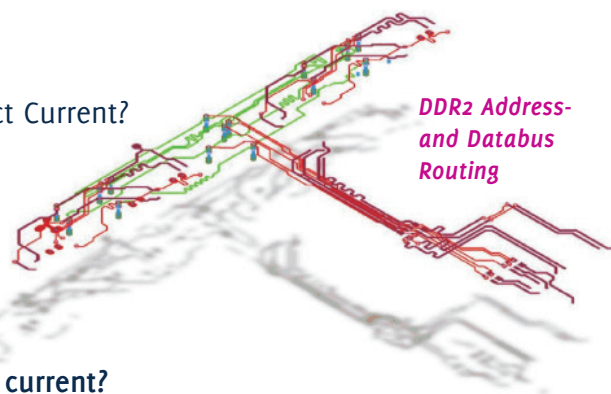 ct Current?
DDR2 Address-
and Databus
Routing
current?